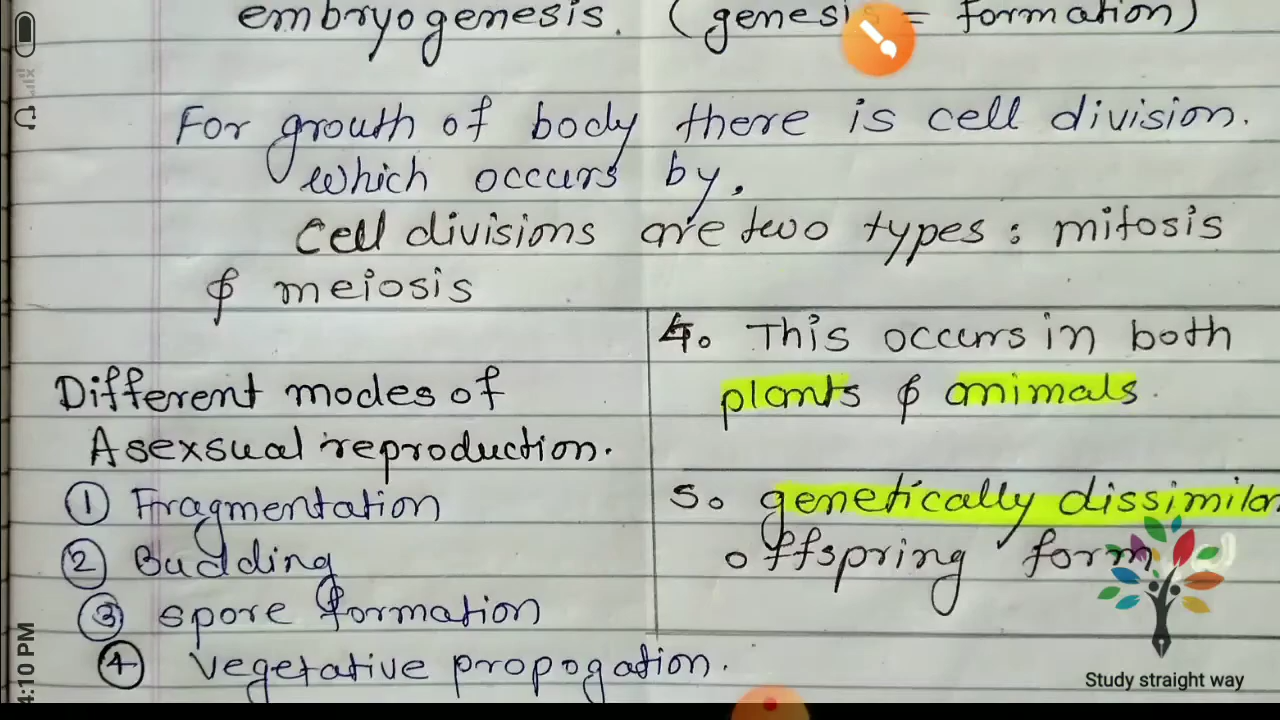 embryogenesis. (genesis = formation)
For grouth of body there is cell division.
which occurs by,
Cell divisions are two types : mitosis
& meiosis
Different modes of
Asexsual reproduction.
① Fragmentation
② Budding
③ spore formation
④ vegetative propogation.
4. This occurs in both
plants & animals.
5. genetically dissimilar
offspring form
Study straight way
4:10 PM